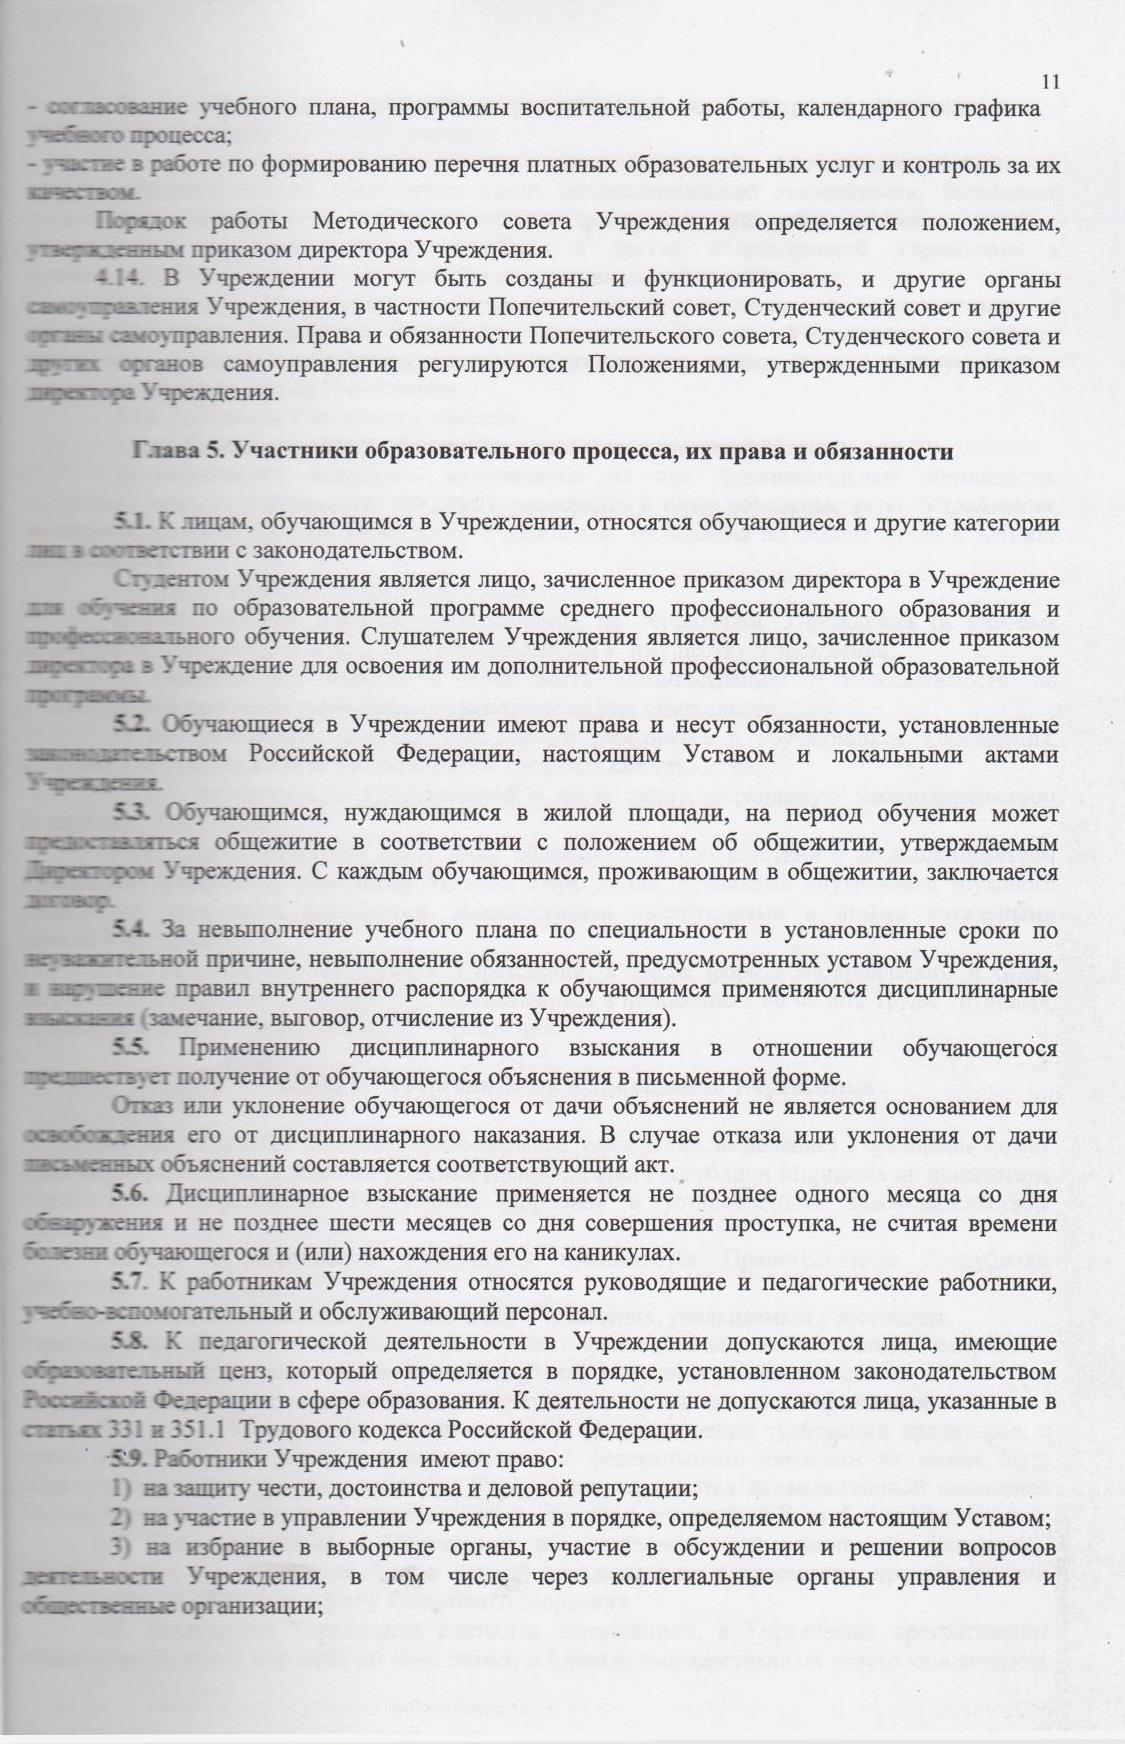 11
- согласование учебного плана, программы воспитательной работы, календарного графика
учебного процесса;
- участие в работе по формированию перечня платных образовательных услуг и контроль за их
качеством.
Порядок работы Методического совета Учреждения определяется положением,
утвержденным приказом директора Учреждения.
4.14. В Учреждении могут быть созданы и функционировать, и другие органы
самоуправления Учреждения, в частности Попечительский совет, Студенческий совет и другие
органы самоуправления. Права и обязанности Попечительского совета, Студенческого совета и
других органов самоуправления регулируются Положениями, утвержденными приказом
директора Учреждения.
Глава 5. Участники образовательного процесса, их права и обязанности
5.1. К лицам, обучающимся в Учреждении, относятся обучающиеся и другие категории
лиц в соответствии с законодательством.
Студентом Учреждения является лицо, зачисленное приказом директора в Учреждение
для обучения по образовательной программе среднего профессионального образования и
профессионального обучения. Слушателем Учреждения является лицо, зачисленное приказом
директора в Учреждение для освоения им дополнительной профессиональной образовательной
программы.
5.2. Обучающиеся в Учреждении имеют права и несут обязанности, установленные
законодательством Российской Федерации, настоящим Уставом и локальными актами
Учреждения.
5.3. Обучающимся, нуждающимся в жилой площади, на период обучения может
предоставляться общежитие в соответствии с положением об общежитии, утверждаемым
Директором Учреждения. С каждым обучающимся, проживающим в общежитии, заключается
договор.
5.4. За невыполнение учебного плана по специальности в установленные сроки по
неуважительной причине, невыполнение обязанностей, предусмотренных уставом Учреждения,
и нарушение правил внутреннего распорядка к обучающимся применяются дисциплинарные
взыскания (замечание, выговор, отчисление из Учреждения).
5.5. Применению дисциплинарного взыскания в отношении обучающегося
предшествует получение от обучающегося объяснения в письменной форме.
Отказ или уклонение обучающегося от дачи объяснений не является основанием для
освобождения его от дисциплинарного наказания. В случае отказа или уклонения от дачи
письменных объяснений составляется соответствующий акт.
5.6. Дисциплинарное взыскание применяется не позднее одного месяца со дня
обнаружения и не позднее шести месяцев со дня совершения проступка, не считая времени
болезни обучающегося и (или) нахождения его на каникулах.
5.7. К работникам Учреждения относятся руководящие и педагогические работники,
учебно-вспомогательный и обслуживающий персонал.
5.8. К педагогической деятельности в Учреждении допускаются лица, имеющие
образовательный ценз, который определяется в порядке, установленном законодательством
Российской Федерации в сфере образования. К деятельности не допускаются лица, указанные в
статьях 331 и 351.1 Трудового кодекса Российской Федерации.
5.9. Работники Учреждения имеют право:
1) на защиту чести, достоинства и деловой репутации;
2) на участие в управлении Учреждения в порядке, определяемом настоящим Уставом;
3) на избрание в выборные органы, участие в обсуждении и решении вопросов
деятельности Учреждения, в том числе через коллегиальные органы управления и
общественные организации;